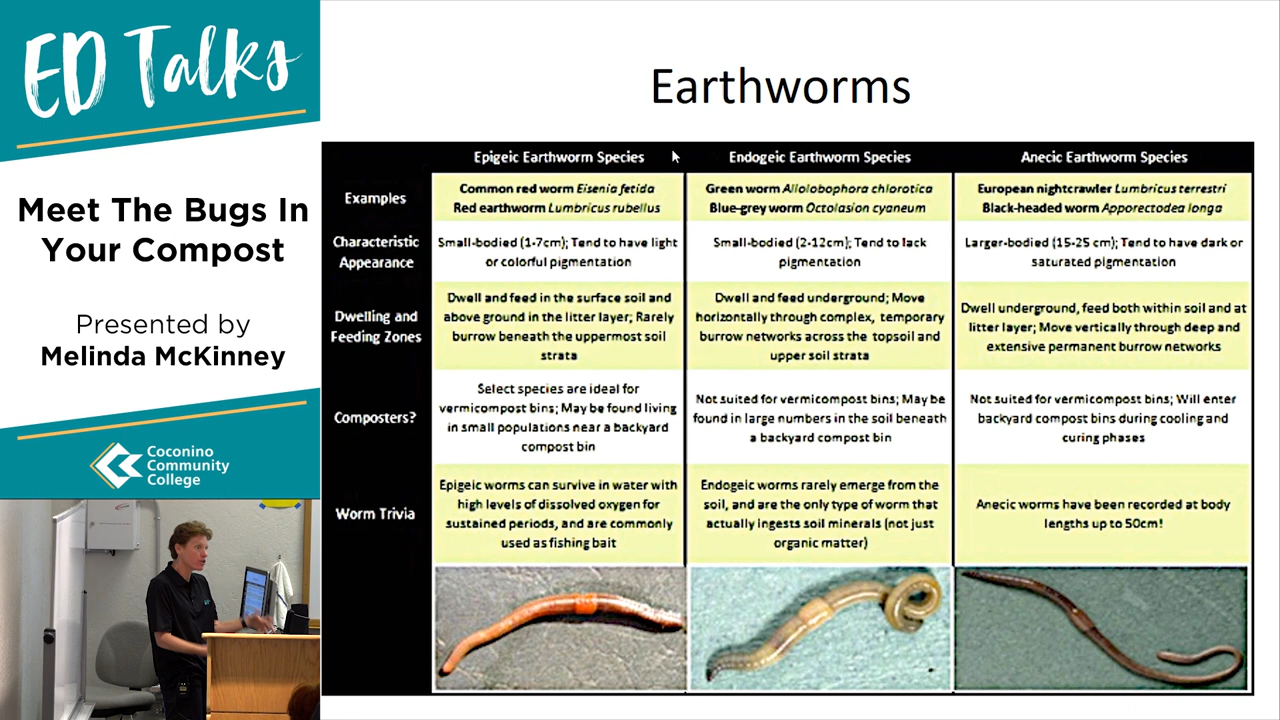 ED Talks
Meet The Bugs In
Your Compost
Presented by
Melinda McKinney
Coconino
Community
College
Earthworms
Epigeic Earthworm Species
Endogeic Earthworm Species
Anecic Earthworm Species
Examples
Common red worm Eisenia fetida
Red earthworm Lumbricus rubellus
Green worm Allolobophora chlorotica
Blue-grey worm Octolasion cyaneum
European nightcrawler Lumbricus terrestri
Black-headed worm Apporectodea longa
Characteristic
Appearance
Small-bodied (1-7cm); Tend to have light
or colorful pigmentation
Small-bodied (2-12cm); Tend to lack
pigmentation
Larger-bodied (15-25 cm); Tend to have dark or
saturated pigmentation
Dwelling and
Feeding Zones
Dwell and feed in the surface soil and
above ground in the litter layer; Rarely
burrow beneath the uppermost soil
strata
Dwell and feed underground; Move
horizontally through complex, temporary
burrow networks across the topsoil and
upper soil strata
Dwell underground, feed both within soil and at
litter layer; Move vertically through deep and
extensive permanent burrow networks
Composters?
Select species are ideal for
vermicompost bins; May be found living
in small populations near a backyard
compost bin
Not suited for vermicompost bins; May be
found in large numbers in the soil beneath
a backyard compost bin
Not suited for vermicompost bins; Will enter
backyard compost bins during cooling and
curing phases
Worm Trivia
Epigeic worms can survive in water with
high levels of dissolved oxygen for
sustained periods, and are commonly
used as fishing bait
Endogeic worms rarely emerge from the
soil, and are the only type of worm that
actually ingests soil minerals (not just
organic matter)
Anecic worms have been recorded at body
lengths up to 50cm!